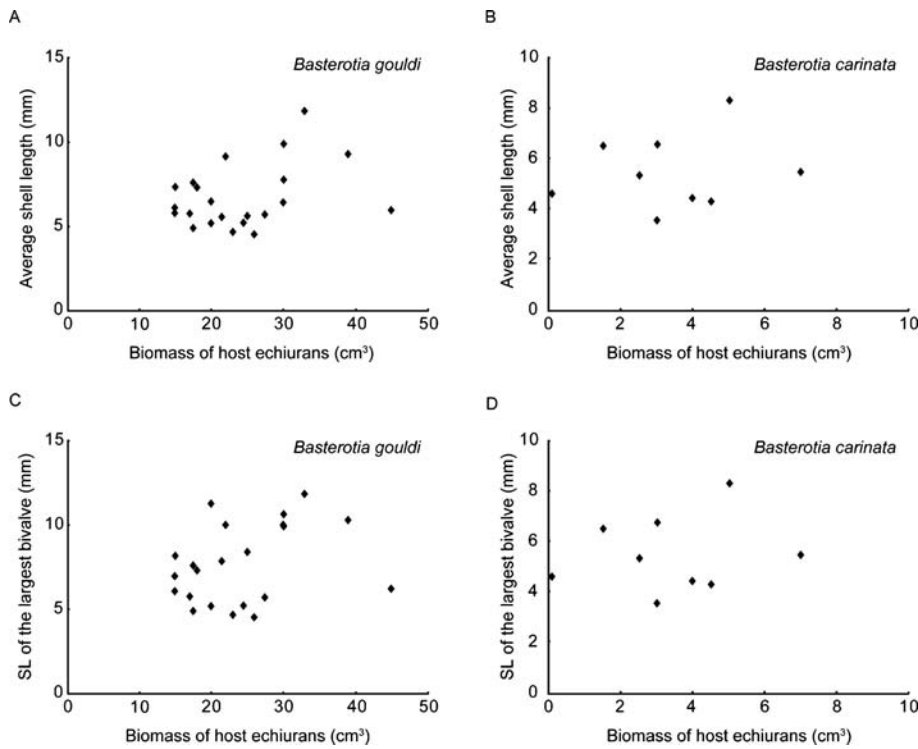 A
Basterotia gouldi
Average shell length (mm)
15
10
5
0
0 10 20 30 40 50
Biomass of host echiurans (cm³)
B
Basterotia carinata
Average shell length (mm)
10
8
6
4
2
0
0 2 4 6 8 10
Biomass of host echiurans (cm³)
C
Basterotia gouldi
SL of the largest bivalve (mm)
15
10
5
0
0 10 20 30 40 50
Biomass of host echiurans (cm³)
D
Basterotia carinata
SL of the largest bivalve (mm)
10
8
6
4
2
0
0 2 4 6 8 10
Biomass of host echiurans (cm³)